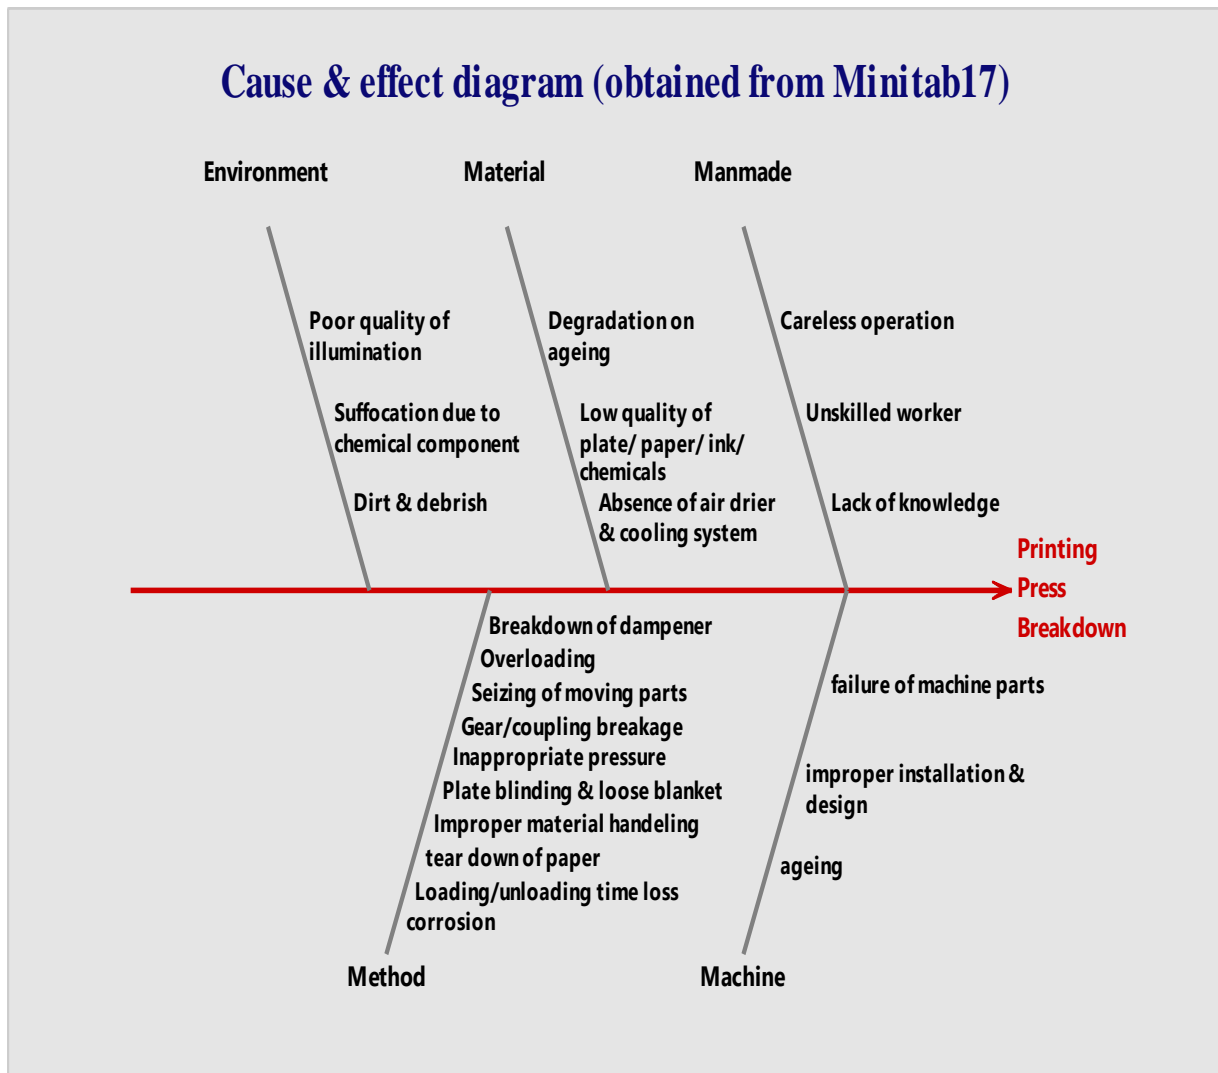 Cause & effect diagram (obtained from Minitab17)
Environment
Material
Manmade
Poor quality of
illumination
Suffocation due to
chemical component
Dirt & debrish
Degradation on
ageing
Low quality of
plate/ paper/ ink/
chemicals
Absence of air drier
& cooling system
Careless operation
Unskilled worker
Lack of knowledge
Printing
Press
Breakdown
Breakdown of dampener
Overloading
Seizing of moving parts
Gear/coupling breakage
Inappropriate pressure
Plate blinding & loose blanket
Improper material handeling
tear down of paper
Loading/unloading time loss
corrosion
failure of machine parts
improper installation &
design
ageing
Method
Machine